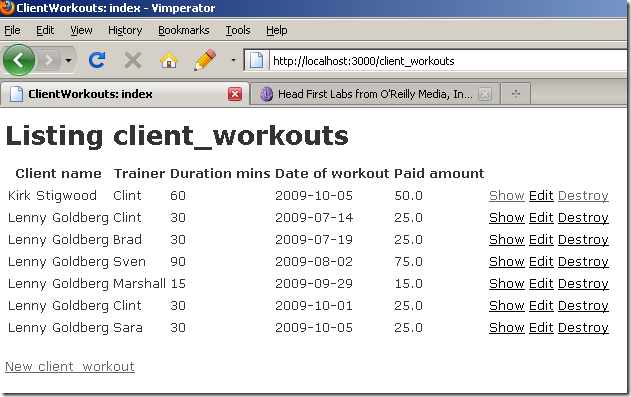 ClientWorkouts: index - Vimperator
File Edit View History Bookmarks Tools Help
http://localhost:3000/client_workouts
ClientWorkouts: index Head First Labs from O'Reilly Media, In...
Listing client_workouts
Client name Trainer Duration mins Date of workout Paid amount
Kirk Stigwood Clint 60 2009-10-05 50.0 Show Edit Destroy
Lenny Goldberg Clint 30 2009-07-14 25.0 Show Edit Destroy
Lenny Goldberg Brad 30 2009-07-19 25.0 Show Edit Destroy
Lenny Goldberg Sven 90 2009-08-02 75.0 Show Edit Destroy
Lenny Goldberg Marshall 15 2009-09-29 15.0 Show Edit Destroy
Lenny Goldberg Clint 30 2009-10-01 25.0 Show Edit Destroy
Lenny Goldberg Sara 30 2009-10-05 25.0 Show Edit Destroy
New client_workout